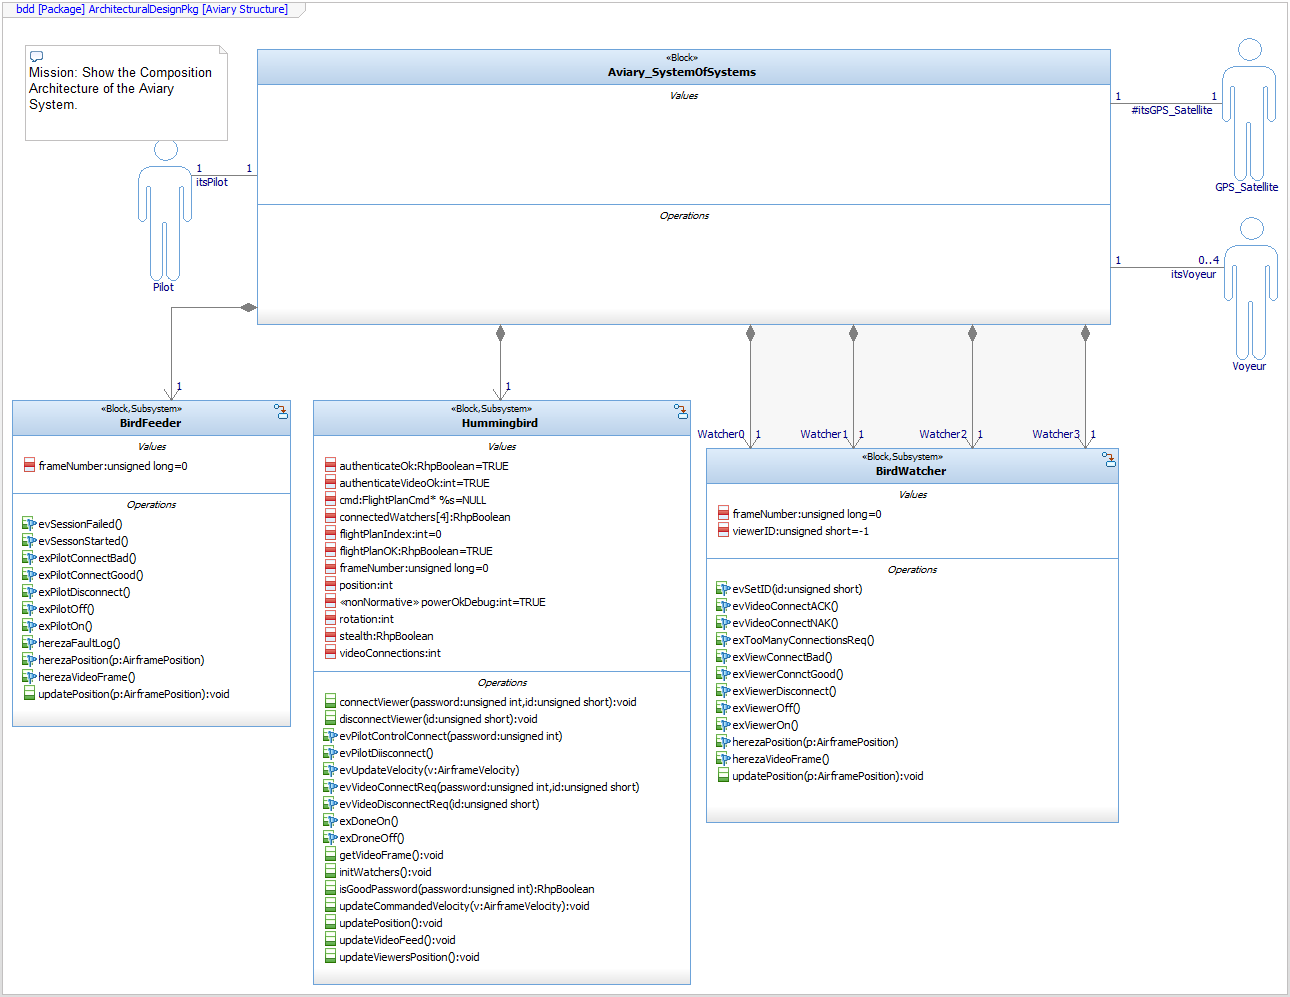 bdd [Package] ArchitecturalDesignPkg [Aviary Structure]
Mission: Show the Composition
Architecture of the Aviary
System.
«Block»
Aviary_SystemOfSystems
Values
Operations
1
1
itsPilot
Pilot
1
1
#itsGPS_Satellite
GPS_Satellite
1
0..4
itsVoyeur
Voyeur
1
1
Watcher0
1
Watcher1
1
Watcher2
1
Watcher3
1
«Block,Subsystem»
BirdFeeder
Values
frameNumber:unsigned long=0
Operations
evSessionFailed()
evSessonStarted()
exPilotConnectBad()
exPilotConnectGood()
exPilotDisconnect()
exPilotOff()
exPilotOn()
herezaFaultLog()
herezaPosition(p:AirframePosition)
herezaVideoFrame()
updatePosition(p:AirframePosition):void
«Block,Subsystem»
Hummingbird
Values
authenticateOk:RhpBoolean=TRUE
authenticateVideoOk:int=TRUE
cmd:FlightPlanCmd* %s=NULL
connectedWatchers[4]:RhpBoolean
flightPlanIndex:int=0
flightPlanOK:RhpBoolean=TRUE
frameNumber:unsigned long=0
position:int
«nonNormative» powerOkDebug:int=TRUE
rotation:int
stealth:RhpBoolean
videoConnections:int
Operations
connectViewer(password:unsigned int,id:unsigned short):void
disconnectViewer(id:unsigned short):void
evPilotControlConnect(password:unsigned int)
evPilotDiisconnect()
evUpdateVelocity(v:AirframeVelocity)
evVideoConnectReq(password:unsigned int,id:unsigned short)
evVideoDisconnectReq(id:unsigned short)
exDoneOn()
exDroneOff()
getVideoFrame():void
initWatchers():void
isGoodPassword(password:unsigned int):RhpBoolean
updateCommandedVelocity(v:AirframeVelocity):void
updatePosition():void
updateVideoFeed():void
updateViewersPosition():void
«Block,Subsystem»
BirdWatcher
Values
frameNumber:unsigned long=0
viewerID:unsigned short=-1
Operations
evSetID(id:unsigned short)
evVideoConnectACK()
evVideoConnectNAK()
exTooManyConnectionsReq()
exViewConnectBad()
exViewerConnctGood()
exViewerDisconnect()
exViewerOff()
exViewerOn()
herezaPosition(p:AirframePosition)
herezaVideoFrame()
updatePosition(p:AirframePosition):void